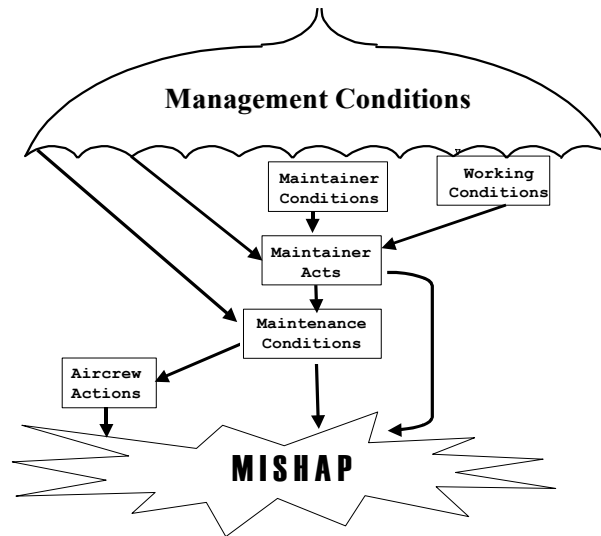 Management Conditions
Maintainer
Conditions
Working
Conditions
Maintainer
Acts
Maintenance
Conditions
Aircrew
Actions
MISHAP